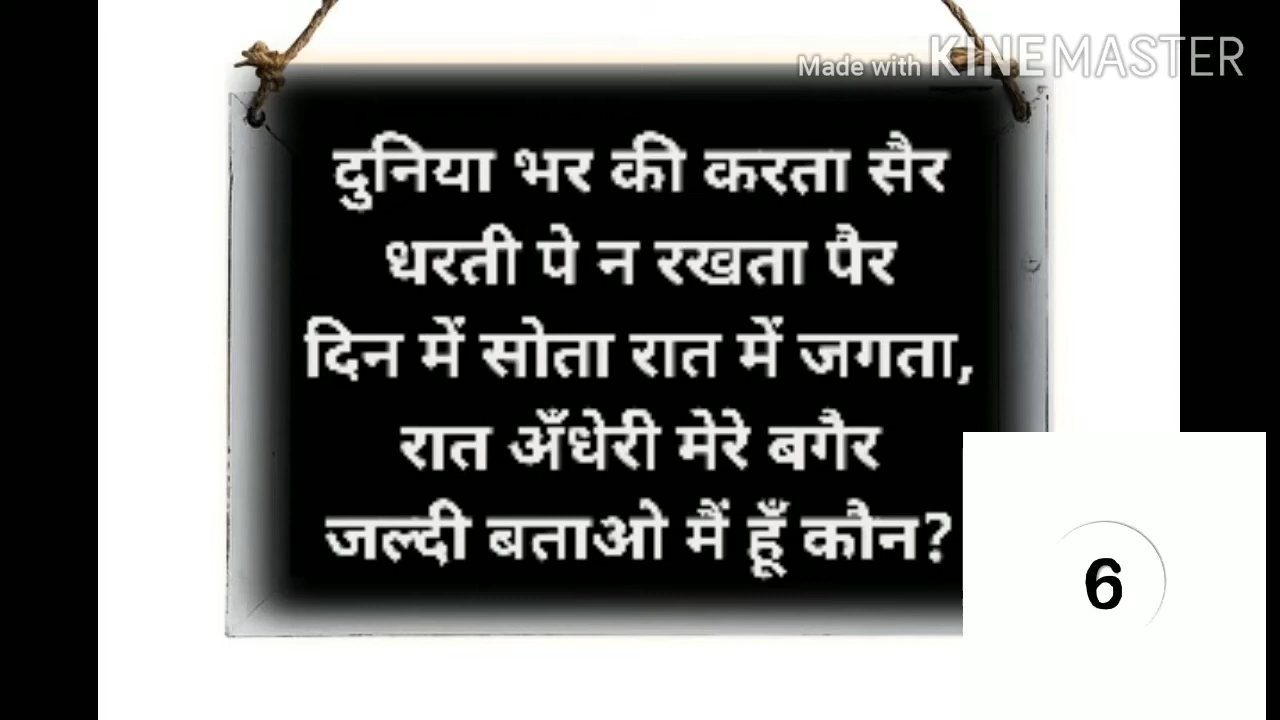 Made with KINEMASTER
दुनिया भर की करता सैर
धरती पे न रखता पैर
दिन में सोता रात में जगता,
रात अँधेरी मेरे बगैर
जल्दी बताओ मैं हूँ कौन?
6